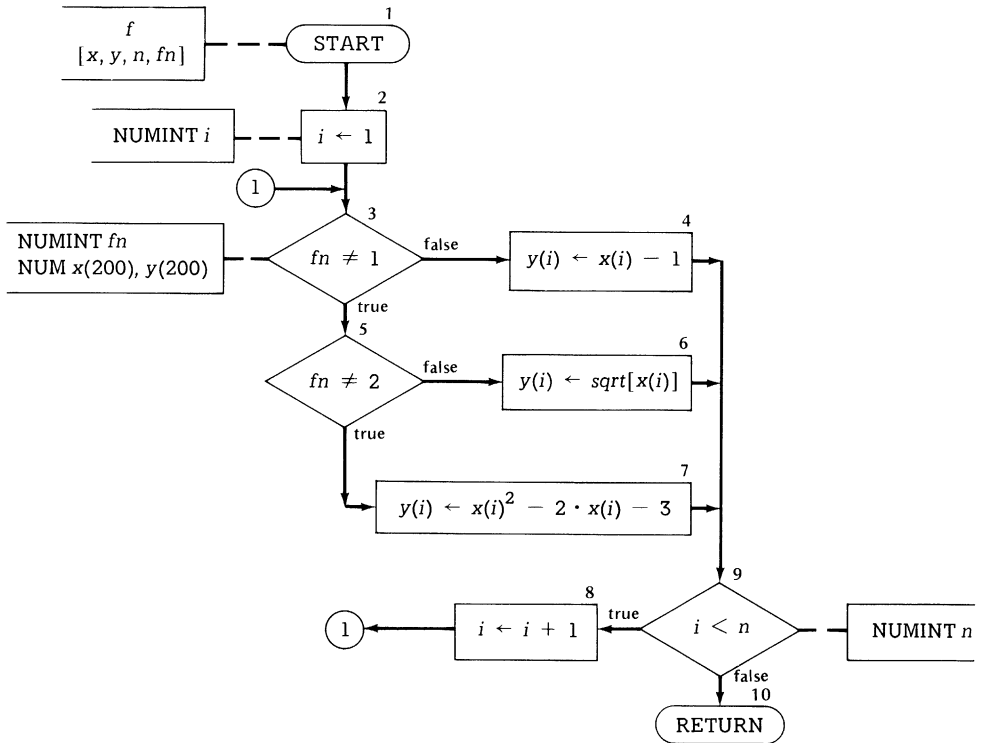 1
f
[x, y, n, fn]
START
2
NUMINT i
i ← 1
1
3
NUMINT fn
NUM x(200), y(200)
fn ≠ 1
false
4
y(i) ← x(i) − 1
true
5
fn ≠ 2
false
6
y(i) ← sqrt[x(i)]
true
7
y(i) ← x(i)² − 2 · x(i) − 3
9
8
1
i ← i + 1
true
i < n
NUMINT n
false
10
RETURN